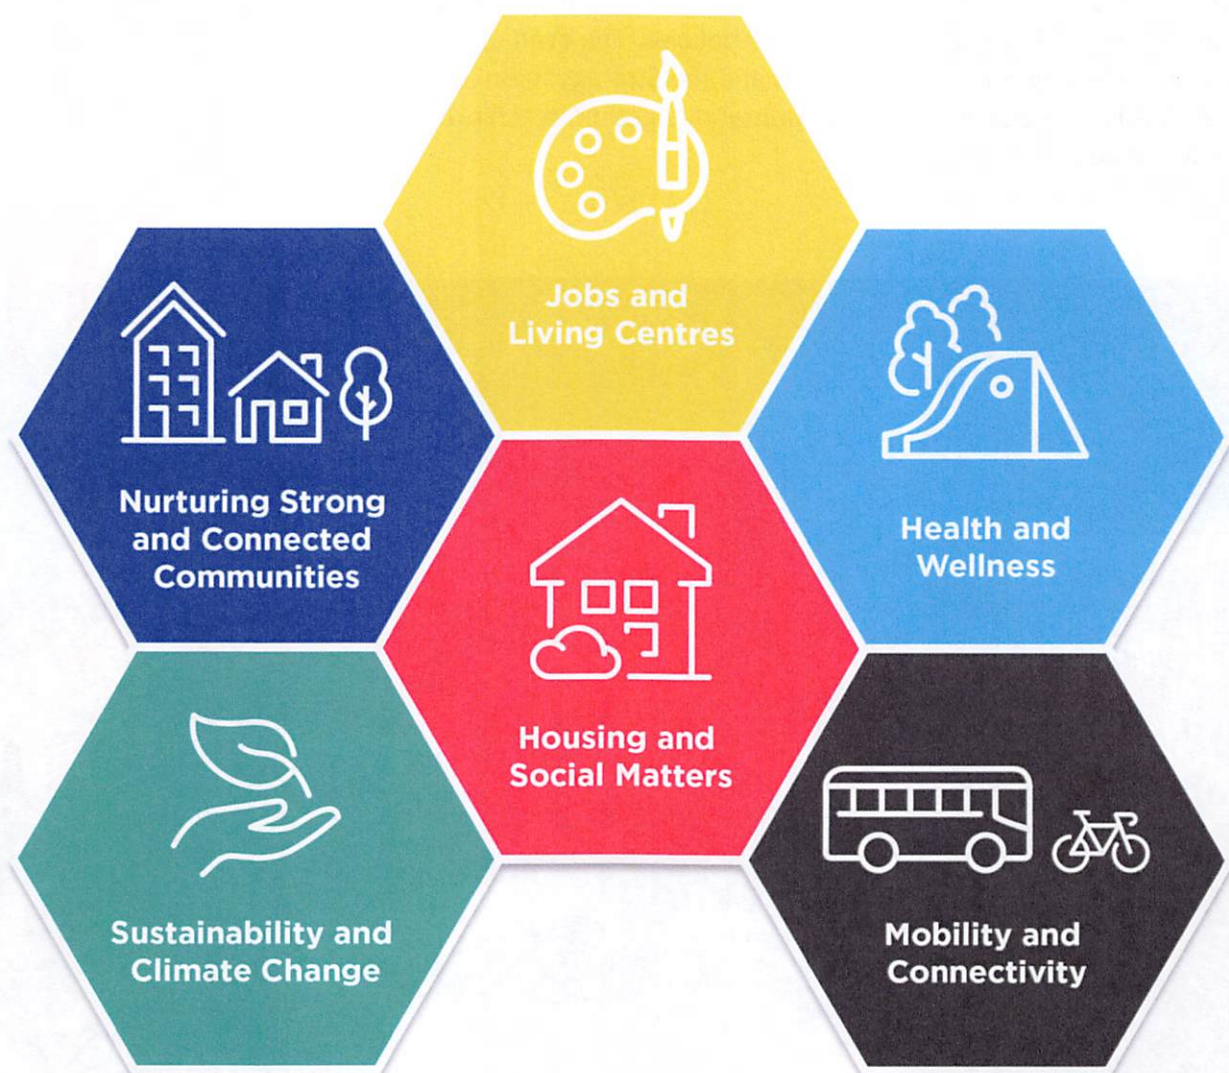 Jobs and
Living Centres
Nurturing Strong
and Connected
Communities
Health and
Wellness
Housing and
Social Matters
Sustainability and
Climate Change
Mobility and
Connectivity